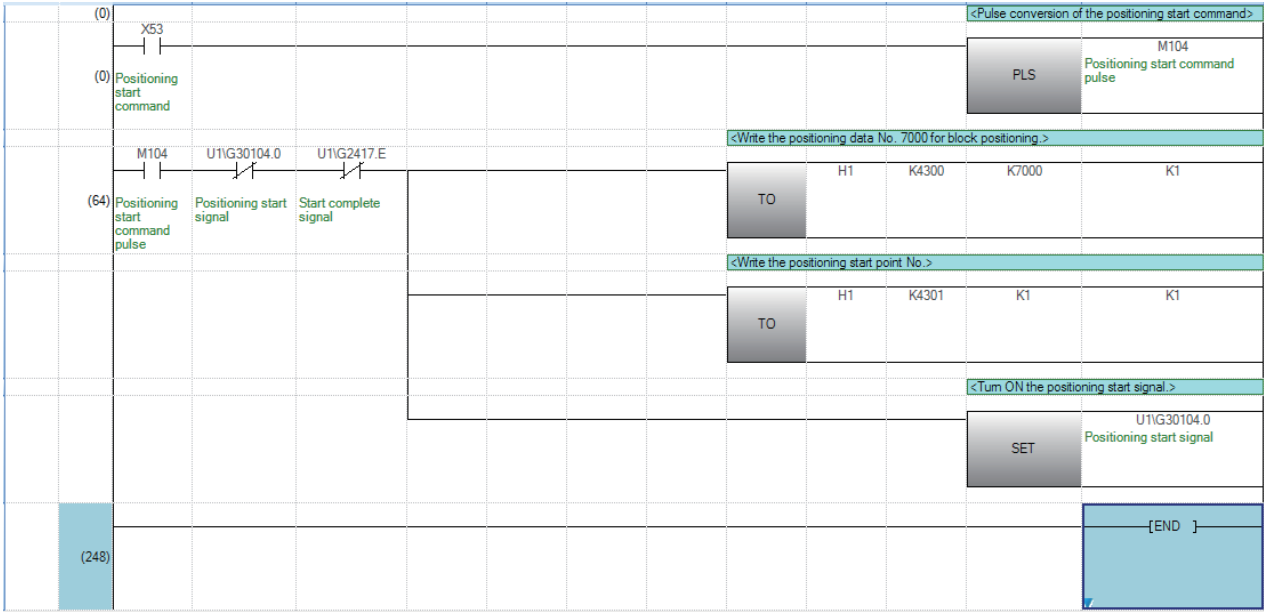 (0)
<Pulse conversion of the positioning start command>
X53
M104
(0)
Positioning
start
command
PLS
Positioning start command
pulse
<Write the positioning data No. 7000 for block positioning.>
M104 U1\G30104.0 U1\G2417.E
H1 K4300 K7000 K1
(64)
Positioning
start
command
pulse
Positioning start
signal
Start complete
signal
TO
<Write the positioning start point No.>
H1 K4301 K1 K1
TO
<Turn ON the positioning start signal.>
U1\G30104.0
SET
Positioning start signal
(248)
[END ]